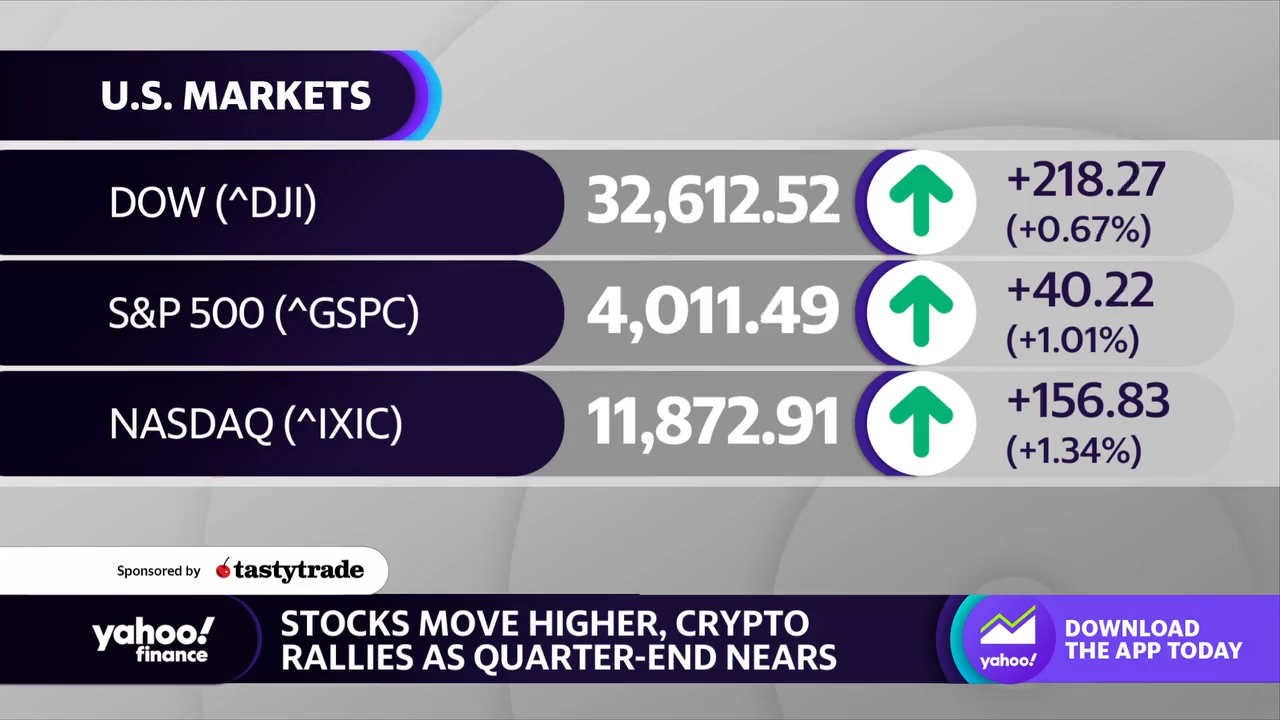 U.S. MARKETS
DOW (^DJI)
32,612.52
+218.27
(+0.67%)
S&P 500 (^GSPC)
4,011.49
+40.22
(+1.01%)
NASDAQ (^IXIC)
11,872.91
+156.83
(+1.34%)
Sponsored by tastytrade
yahoo!
finance
STOCKS MOVE HIGHER, CRYPTO
RALLIES AS QUARTER-END NEARS
yahoo!
DOWNLOAD
THE APP TODAY